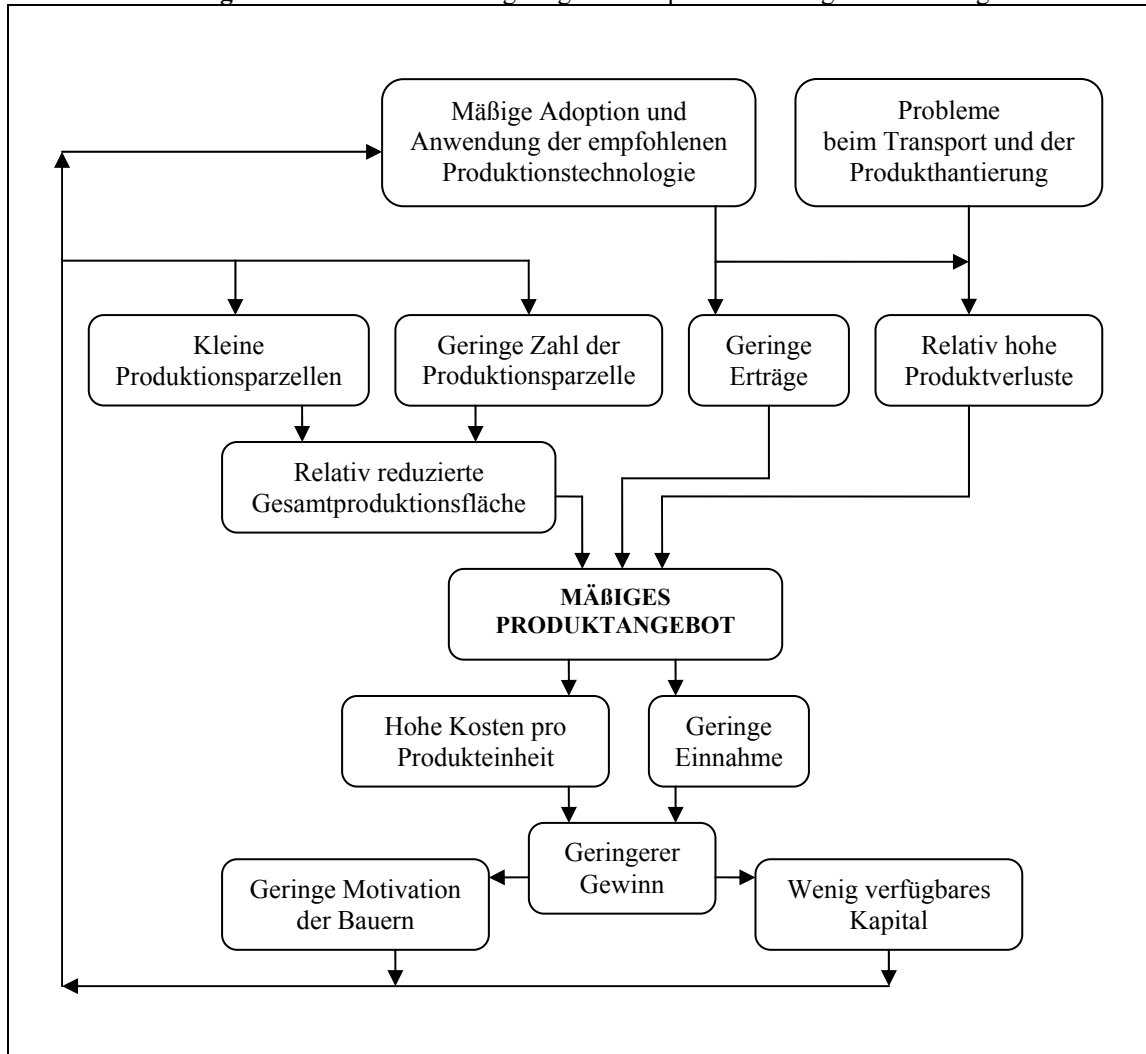 Mäßige Adoption und
Anwendung der empfohlenen
Produktionstechnologie
Probleme
beim Transport und der
Produkthantierung
Kleine
Produktionsparzellen
Geringe Zahl der
Produktionsparzelle
Geringe
Erträge
Relativ hohe
Produktverluste
Relativ reduzierte
Gesamtproduktionsfläche
MÄßIGES
PRODUKTANGEBOT
Hohe Kosten pro
Produkteinheit
Geringe
Einnahme
Geringerer
Gewinn
Geringe Motivation
der Bauern
Wenig verfügbares
Kapital